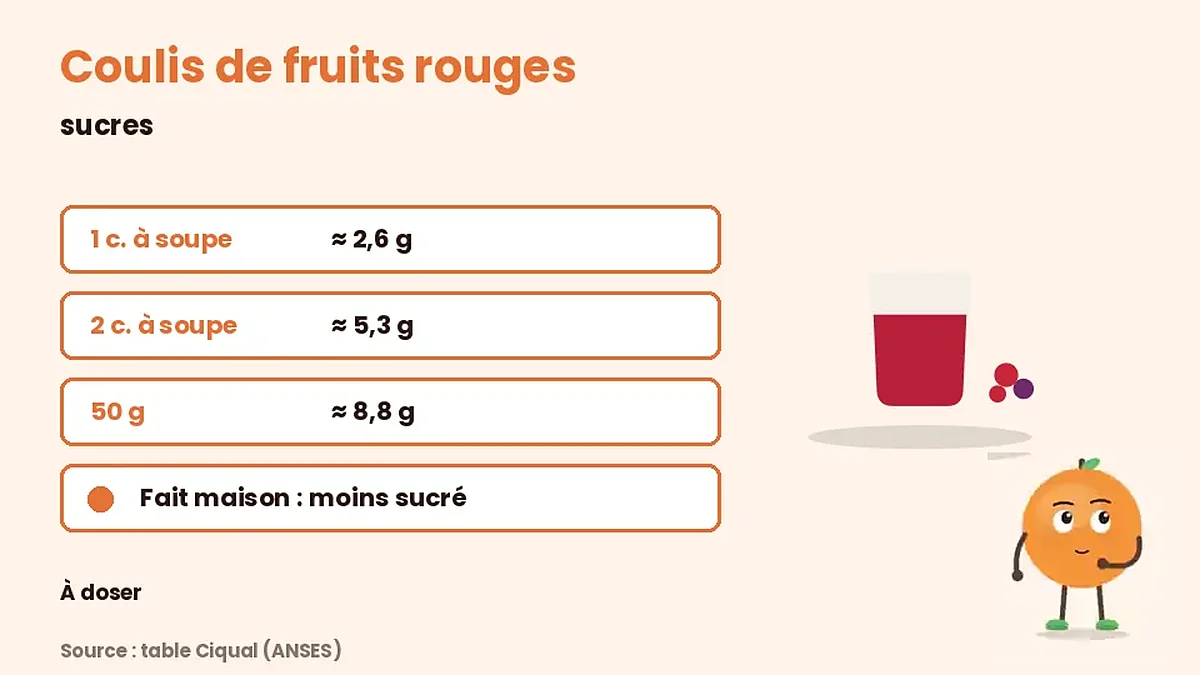 Coulis de fruits rouges
sucres
1 c. à soupe ≈ 2,6 g
2 c. à soupe ≈ 5,3 g
50 g ≈ 8,8 g
Fait maison : moins sucré
À doser
Source : table Ciqual (ANSES)